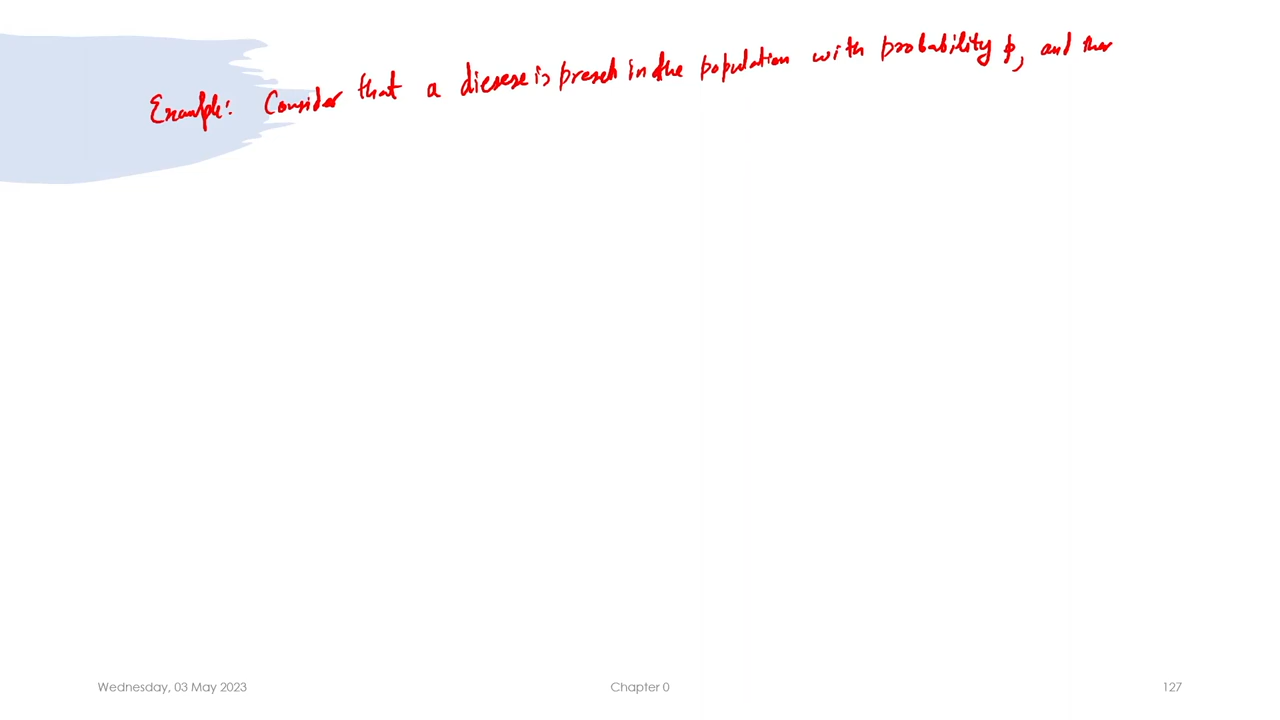 Example: Consider that a diesese is present in the population with probability p, and ther
Wednesday, 03 May 2023
Chapter 0
127